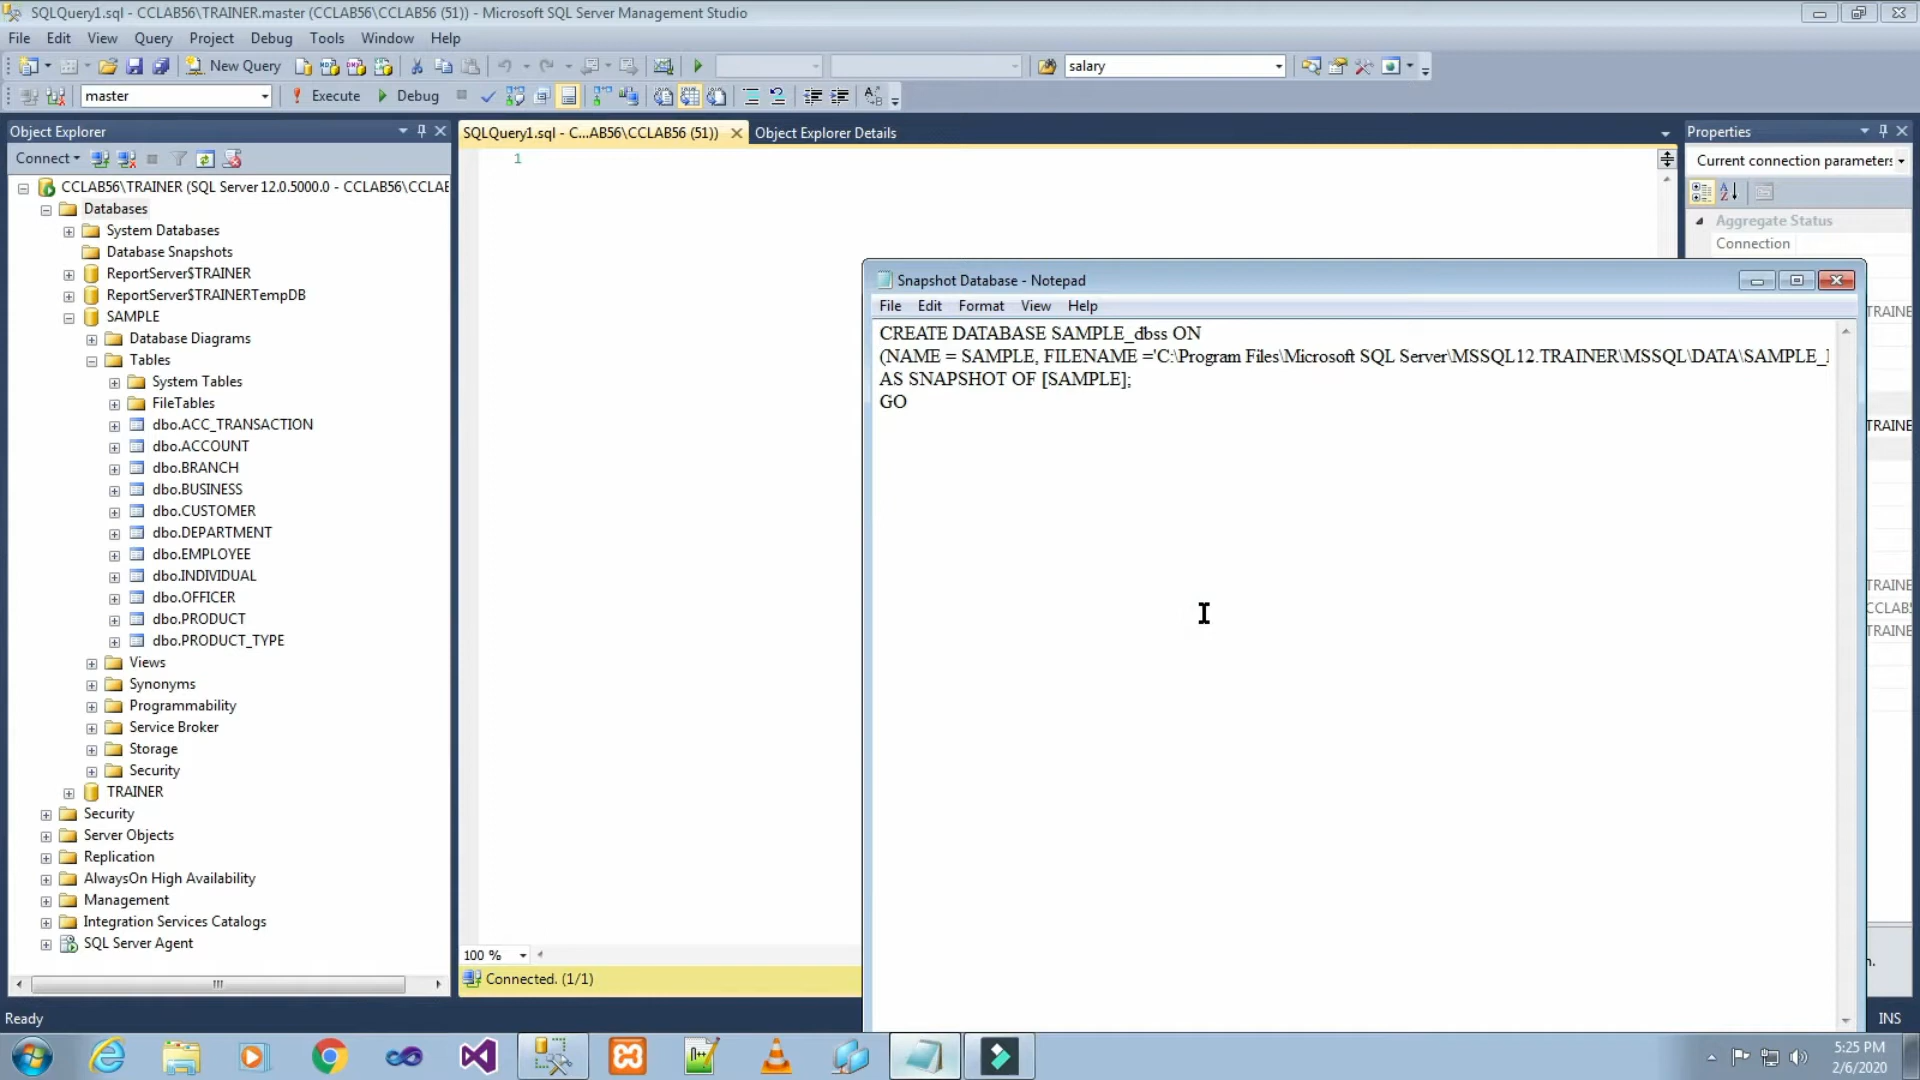 SQLQuery1.sql - CCLAB56\TRAINER.master (CCLAB56\CCLAB56 (51)) - Microsoft SQL Server Management Studio
File Edit View Query Project Debug Tools Window Help
New Query salary
master Execute Debug
Object Explorer
SQLQuery1.sql - C...AB56\CCLAB56 (51)) Object Explorer Details
Properties
Connect
1
Current connection parameters
CCLAB56\TRAINER (SQL Server 12.0.5000.0 - CCLAB56\CCLAB
Databases
System Databases
Database Snapshots
ReportServer$TRAINER
ReportServer$TRAINERTempDB
SAMPLE
Database Diagrams
Tables
System Tables
FileTables
dbo.ACC_TRANSACTION
dbo.ACCOUNT
dbo.BRANCH
dbo.BUSINESS
dbo.CUSTOMER
dbo.DEPARTMENT
dbo.EMPLOYEE
dbo.INDIVIDUAL
dbo.OFFICER
dbo.PRODUCT
dbo.PRODUCT_TYPE
Views
Synonyms
Programmability
Service Broker
Storage
Security
TRAINER
Security
Server Objects
Replication
AlwaysOn High Availability
Management
Integration Services Catalogs
SQL Server Agent
Aggregate Status
Connection
TRAINE
TRAINE
TRAINE
CCLAB
TRAINE
n.
Snapshot Database - Notepad
File Edit Format View Help
CREATE DATABASE SAMPLE_dbss ON
(NAME = SAMPLE, FILENAME ='C:\Program Files\Microsoft SQL Server\MSSQL12.TRAINER\MSSQL\DATA\SAMPLE_
AS SNAPSHOT OF [SAMPLE];
GO
100 %
Connected. (1/1)
Ready
INS
5:25 PM
2/6/2020